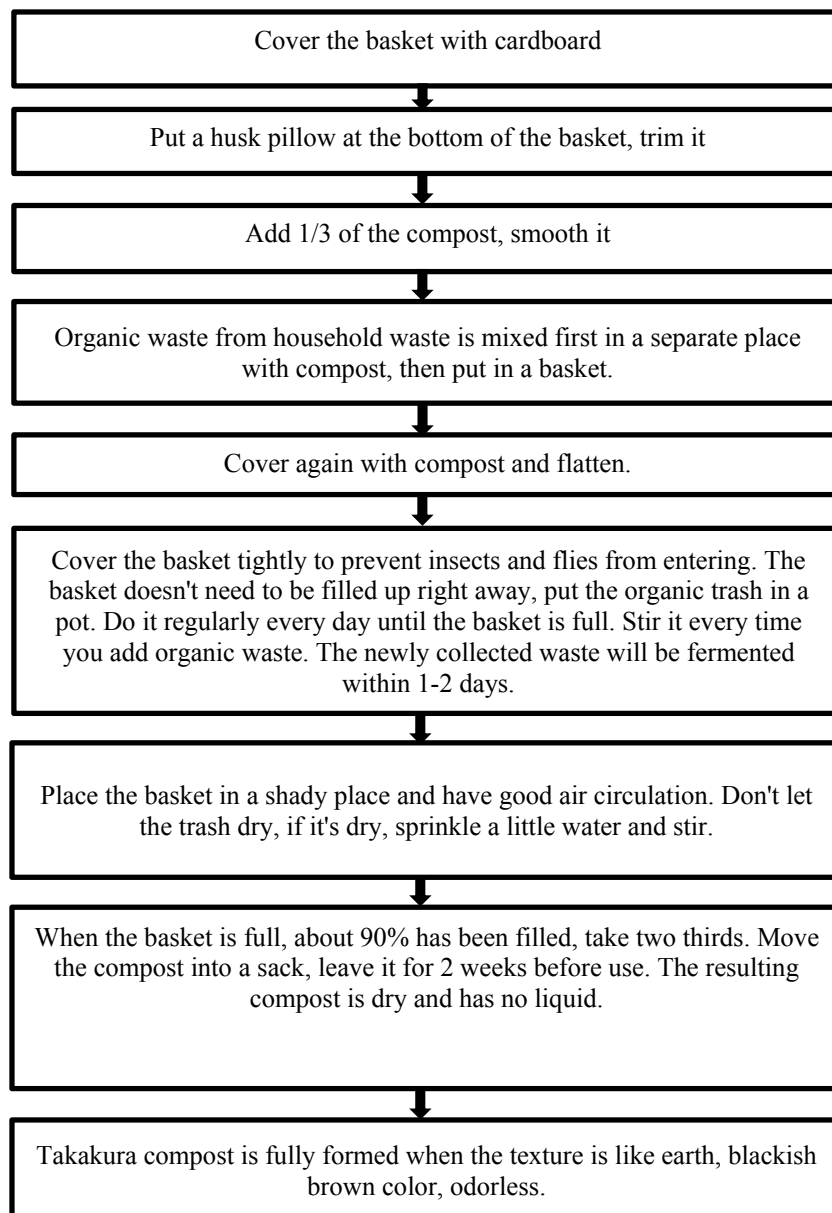 Cover the basket with cardboard
Put a husk pillow at the bottom of the basket, trim it
Add 1/3 of the compost, smooth it
Organic waste from household waste is mixed first in a separate place
with compost, then put in a basket.
Cover again with compost and flatten.
Cover the basket tightly to prevent insects and flies from entering. The
basket doesn't need to be filled up right away, put the organic trash in a
pot. Do it regularly every day until the basket is full. Stir it every time
you add organic waste. The newly collected waste will be fermented
within 1-2 days.
Place the basket in a shady place and have good air circulation. Don't let
the trash dry, if it's dry, sprinkle a little water and stir.
When the basket is full, about 90% has been filled, take two thirds. Move
the compost into a sack, leave it for 2 weeks before use. The resulting
compost is dry and has no liquid.
Takakura compost is fully formed when the texture is like earth, blackish
brown color, odorless.